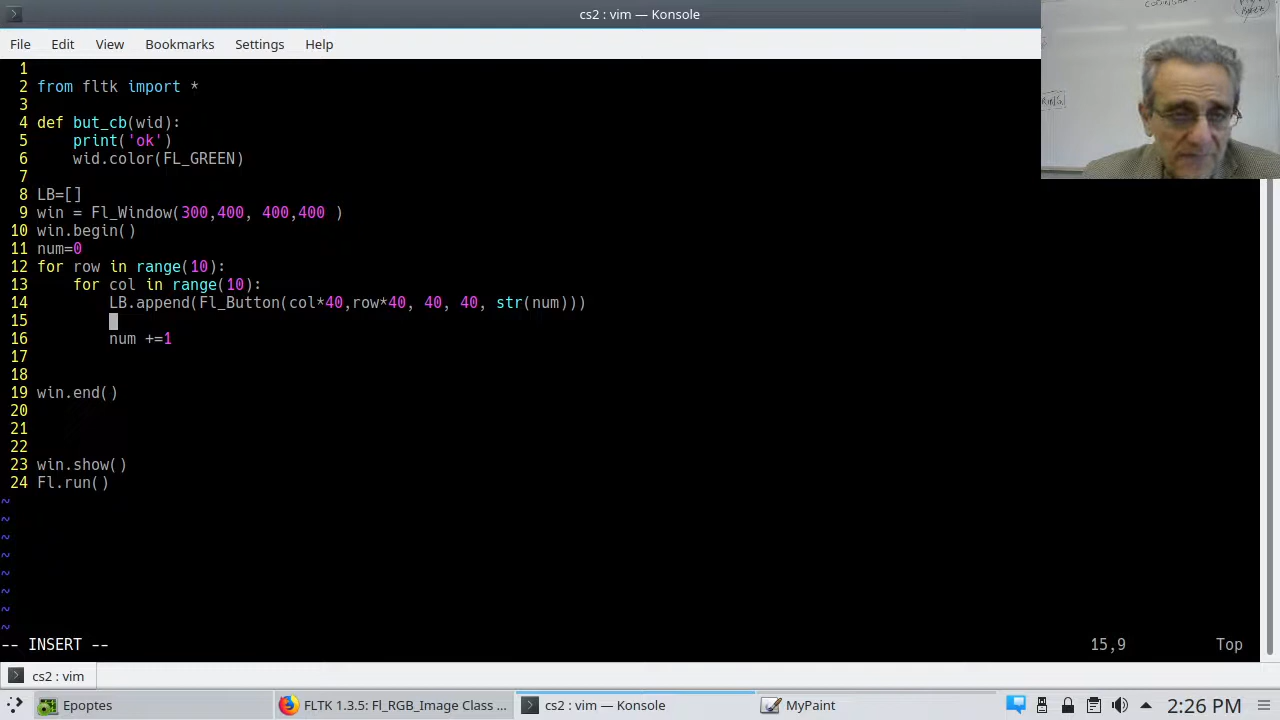 cs2 : vim — Konsole
File Edit View Bookmarks Settings Help
1
2 from fltk import *
3
4 def but_cb(wid):
5     print('ok')
6     wid.color(FL_GREEN)
7
8 LB=[]
9 win = Fl_Window(300,400, 400,400 )
10 win.begin()
11 num=0
12 for row in range(10):
13     for col in range(10):
14         LB.append(Fl_Button(col*40,row*40, 40, 40, str(num)))
15
16         num +=1
17
18
19 win.end()
20
21
22
23 win.show()
24 Fl.run()
~
~
~
~
~
~
~
~
-- INSERT -- 15,9 Top
cs2 : vim
Epoptes FLTK 1.3.5: Fl_RGB_Image Class ... cs2 : vim — Konsole MyPaint 2:26 PM